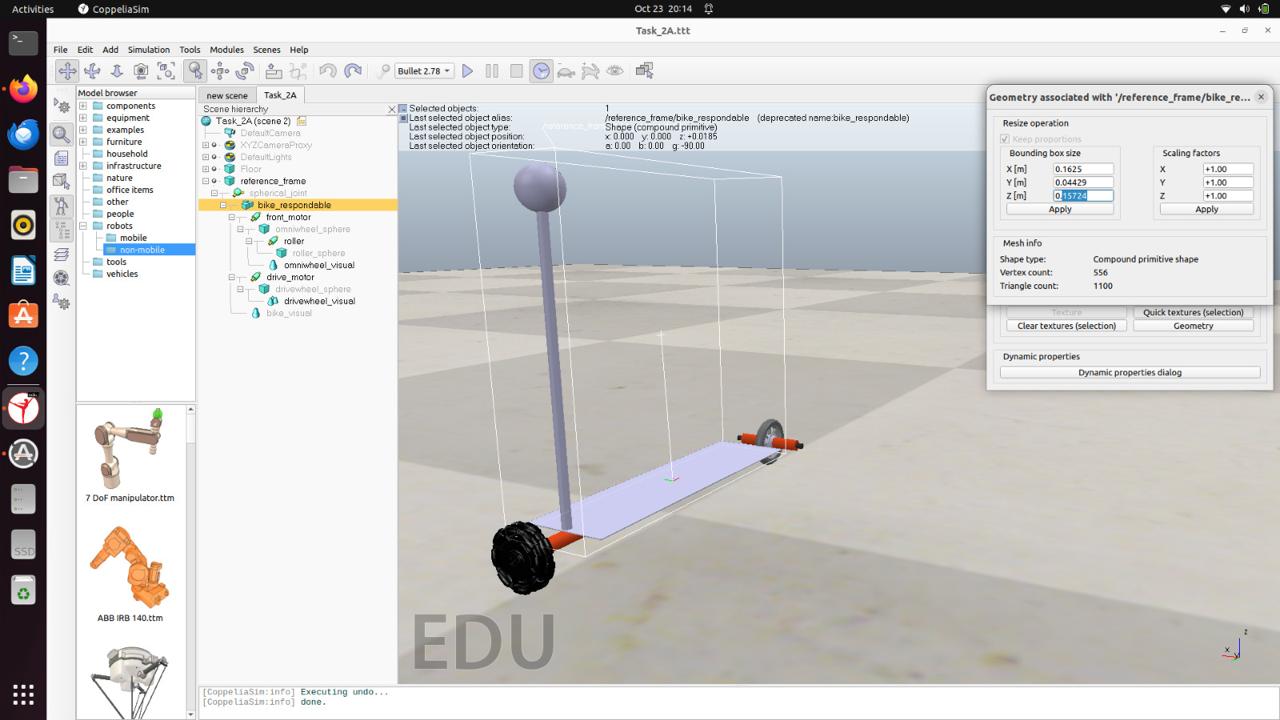 Activities CoppeliaSim Oct 23 20:14
Task_2A.ttt
File Edit Add Simulation Tools Modules Scenes Help
Bullet 2.78
Model browser
components
equipment
examples
furniture
household
infrastructure
nature
office items
other
people
robots
mobile
non-mobile
tools
vehicles
7 DoF manipulator.ttm
ABB IRB 140.ttm
new scene Task_2A
Scene hierarchy
Task_2A (scene 2)
DefaultCamera
XYZCameraProxy
DefaultLights
Floor
reference_frame
spherical_joint
bike_respondable
front_motor
omniwheel_sphere
roller
roller_sphere
omniwheel_visual
drive_motor
drivewheel_sphere
drivewheel_visual
bike_visual
Selected objects: 1
Last selected object alias: /reference_frame/bike_respondable (deprecated name:bike_respondable)
Last selected object type: Shape (compound primitive)
Last selected object position: x: 0.000 y: 0.000 z: +0.0185
Last selected object orientation: a: 0.00 b: 0.00 g: -90.00
EDU
z
x
[CoppeliaSim:info] Executing undo...
[CoppeliaSim:info] done.
Geometry associated with '/reference_frame/bike_re...
Resize operation
Keep proportions
Bounding box size Scaling factors
X [m] 0.1625 X +1.00
Y [m] 0.04429 Y +1.00
Z [m] 0.15724 Z +1.00
Apply Apply
Mesh info
Shape type: Compound primitive shape
Vertex count: 556
Triangle count: 1100
Texture Quick textures (selection)
Clear textures (selection) Geometry
Dynamic properties
Dynamic properties dialog
SSD